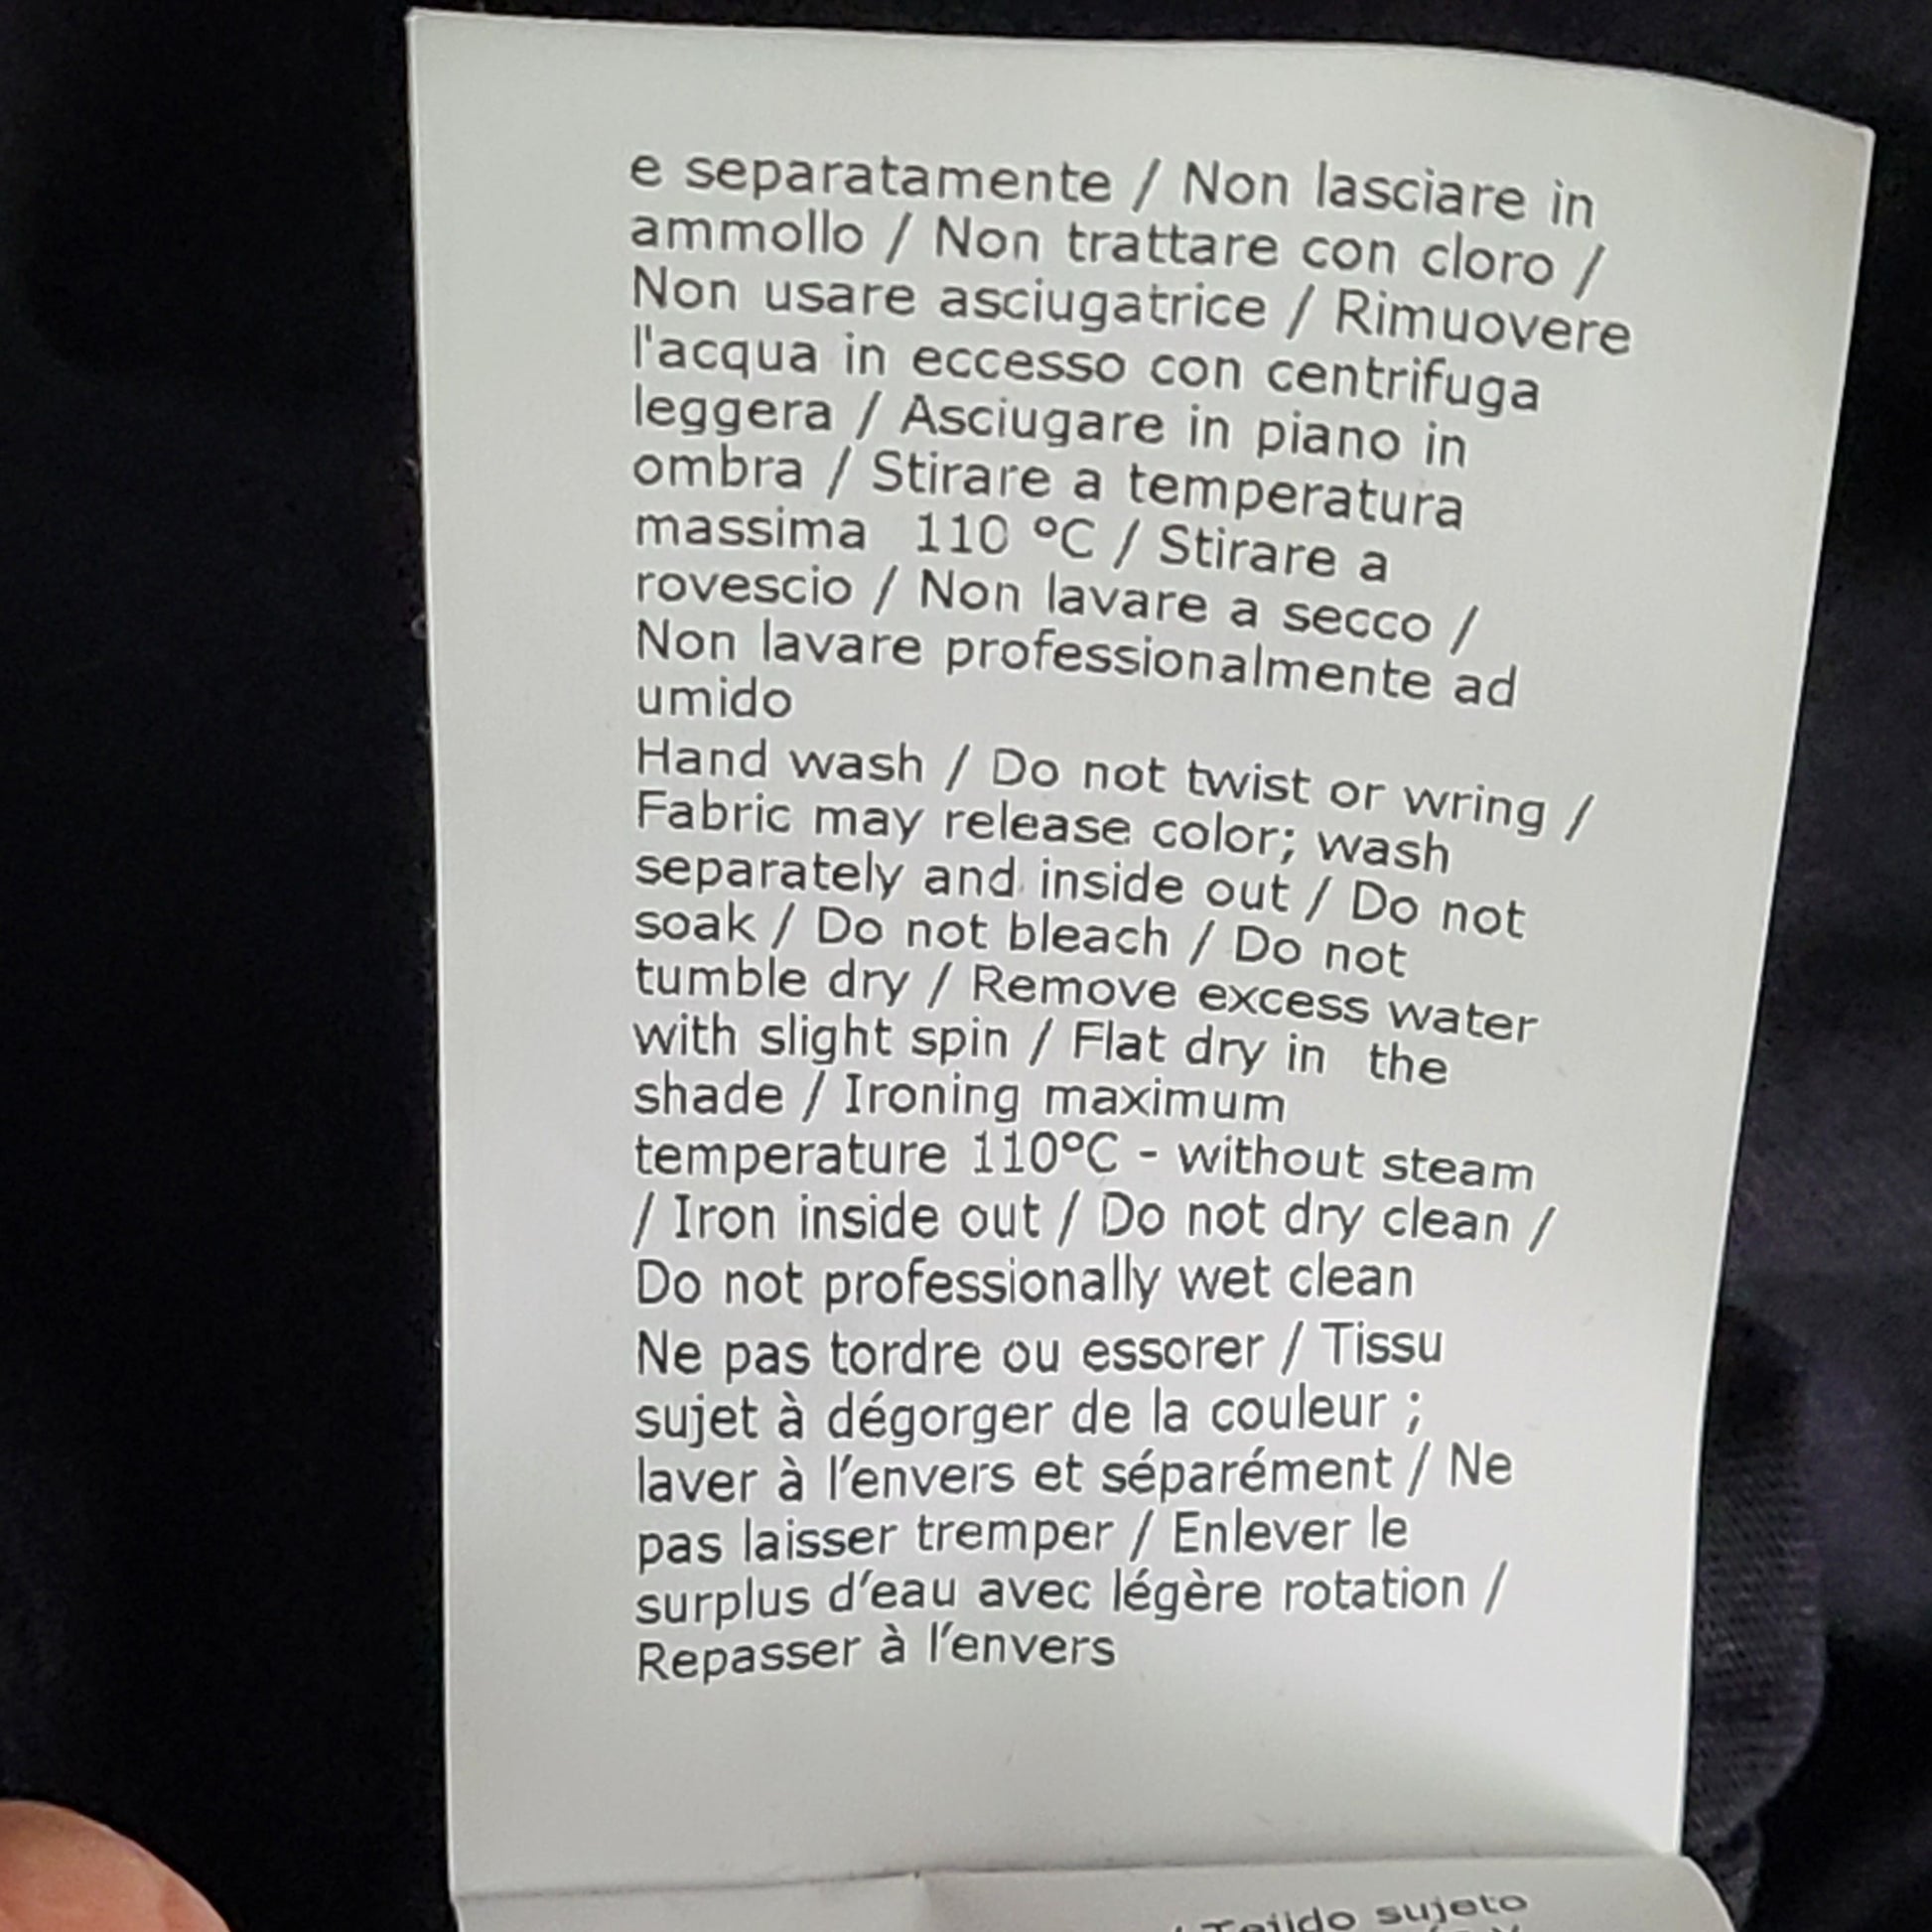 e separatamente / Non lasciare in
ammollo / Non trattare con cloro /
Non usare asciugatrice / Rimuovere
l'acqua in eccesso con centrifuga
leggera / Asciugare in piano in
ombra / Stirare a temperatura
massima 110 °C / Stirare a
rovescio / Non lavare a secco /
Non lavare professionalmente ad
umido
Hand wash / Do not twist or wring /
Fabric may release color; wash
separately and inside out / Do not
soak / Do not bleach / Do not
tumble dry / Remove excess water
with slight spin / Flat dry in the
shade / Ironing maximum
temperature 110°C - without steam
/ Iron inside out / Do not dry clean /
Do not professionally wet clean
Ne pas tordre ou essorer / Tissu
sujet à dégorger de la couleur ;
laver à l’envers et séparément / Ne
pas laisser tremper / Enlever le
surplus d’eau avec légère rotation /
Repasser à l’envers
/ Tejido sujeto